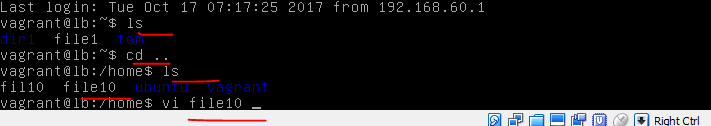 Last login: Tue Oct 17 07:17:25 2017 from 192.168.60.1
vagrant@lb:~$ ls
dir1  file1  tom
vagrant@lb:~$ cd ..
vagrant@lb:/home$ ls
fil10  file10  ubuntu  vagrant
vagrant@lb:/home$ vi file10 _
Right Ctrl